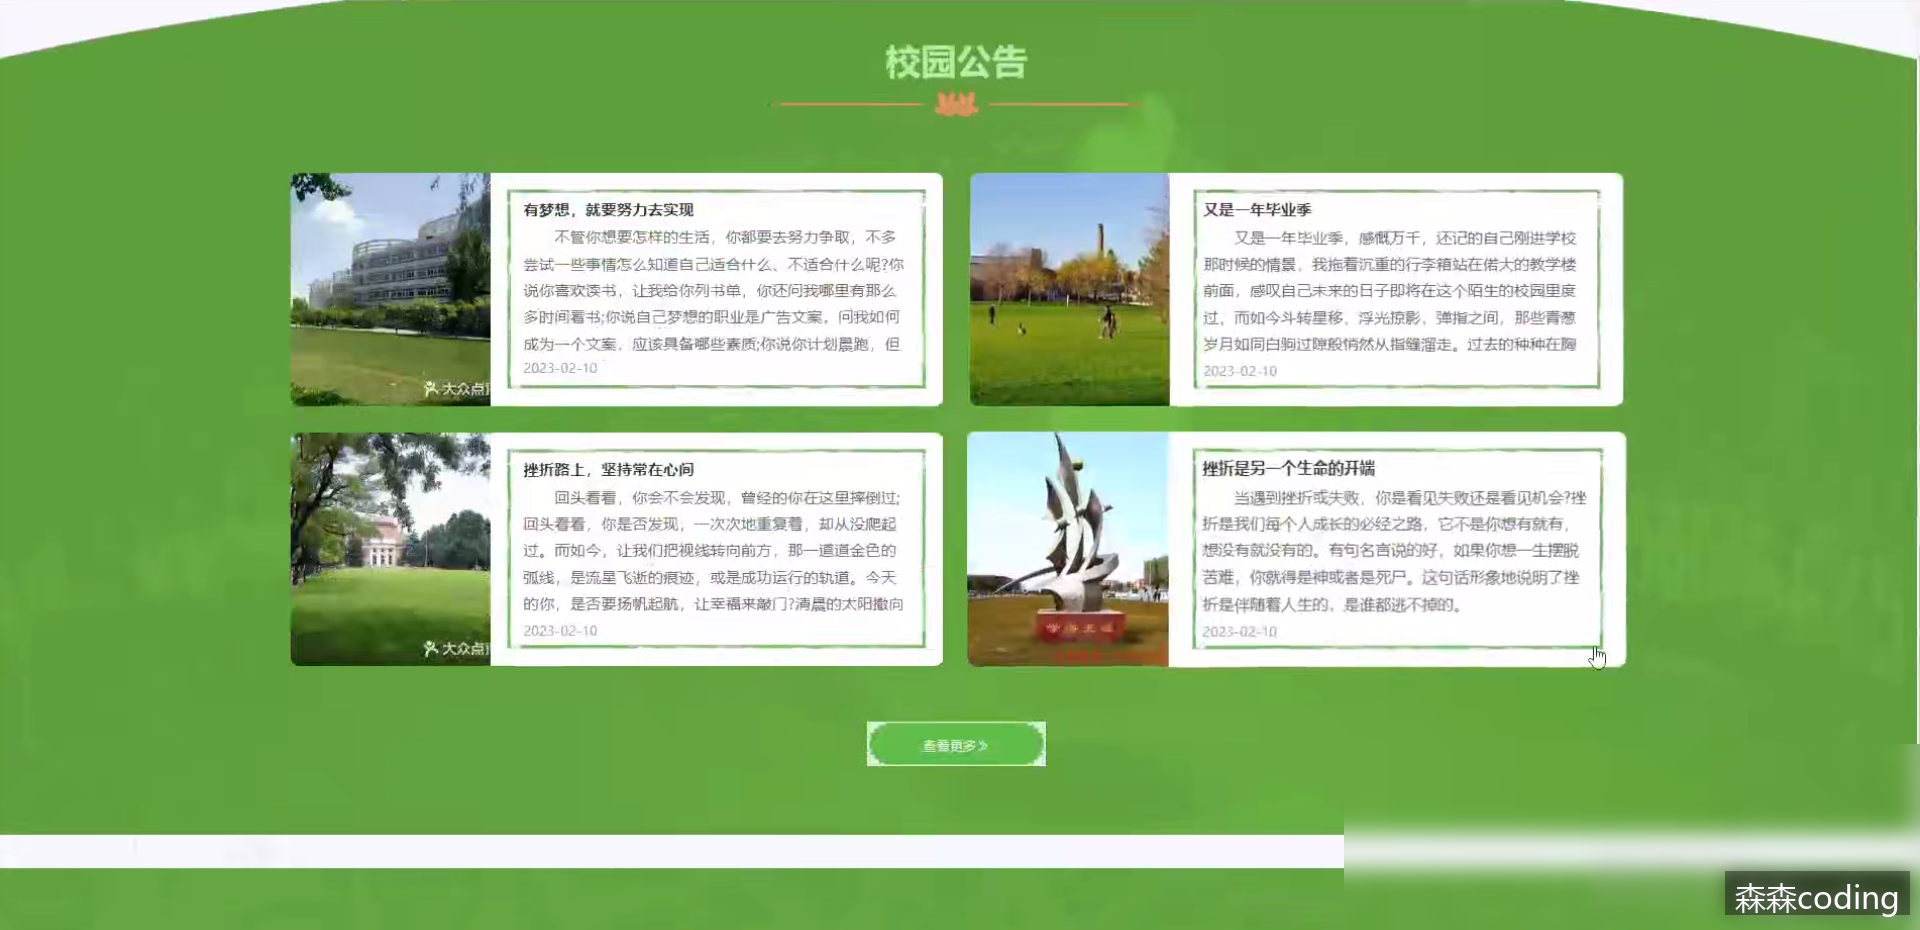 校园公告
有梦想，就要努力去实现
不管你想要怎样的生活，你都要去努力争取，不多
尝试一些事情怎么知道自己适合什么、不适合什么呢?你
说你喜欢读书，让我给你列书单，你还问我哪里有那么
多时间看书;你说自己梦想的职业是广告文案，问我如何
成为一个文案，应该具备哪些素质;你说你计划晨跑，但
2023-02-10
大众点
又是一年毕业季
又是一年毕业季，感慨万千，还记的自己刚进学校
那时候的情景，我拖着沉重的行李箱站在偌大的教学楼
前面，感叹自己未来的日子即将在这个陌生的校园里度
过，而如今斗转星移，浮光掠影，弹指之间，那些青葱
岁月如同白驹过隙般悄然从指缝溜走。过去的种种在胸
2023-02-10
挫折路上，坚持常在心间
回头看看，你会不会发现，曾经的你在这里摔倒过;
回头看看，你是否发现，一次次地重复着，却从没爬起
过。而如今，让我们把视线转向前方，那一道道金色的
弧线，是流星飞逝的痕迹，或是成功运行的轨道。今天
的你，是否要扬帆起航，让幸福来敲门?清晨的太阳撒向
2023-02-10
大众点
挫折是另一个生命的开端
当遇到挫折或失败，你是看见失败还是看见机会?挫
折是我们每个人成长的必经之路，它不是你想有就有，
想没有就没有的。有句名言说的好，如果你想一生摆脱
苦难，你就得是神或者是死尸。这句话形象地说明了挫
折是伴随着人生的，是谁都逃不掉的。
2023-02-10
查看更多》
森森coding